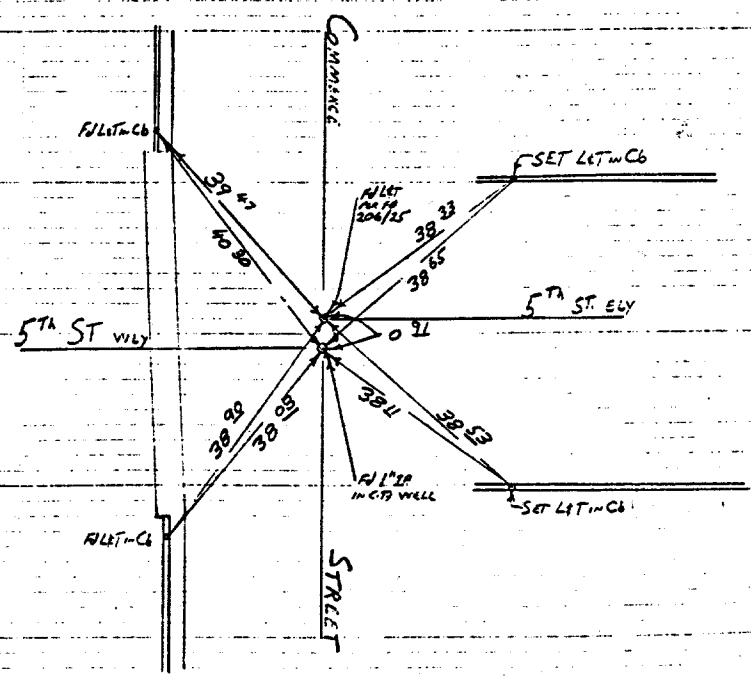 COMMERCE
Fd L&T in Cb
SET L&T in Cb
39 47
Fd L&T
PER FB
206/25
38 33
40 30
38 65
5Th ST. ELY
0 91
5Th ST WLY
38 90
38 05
38 11
38 53
Fd L"IP
IN CITY WELL
Fd L&T in Cb
SET L&T in Cb
STREET